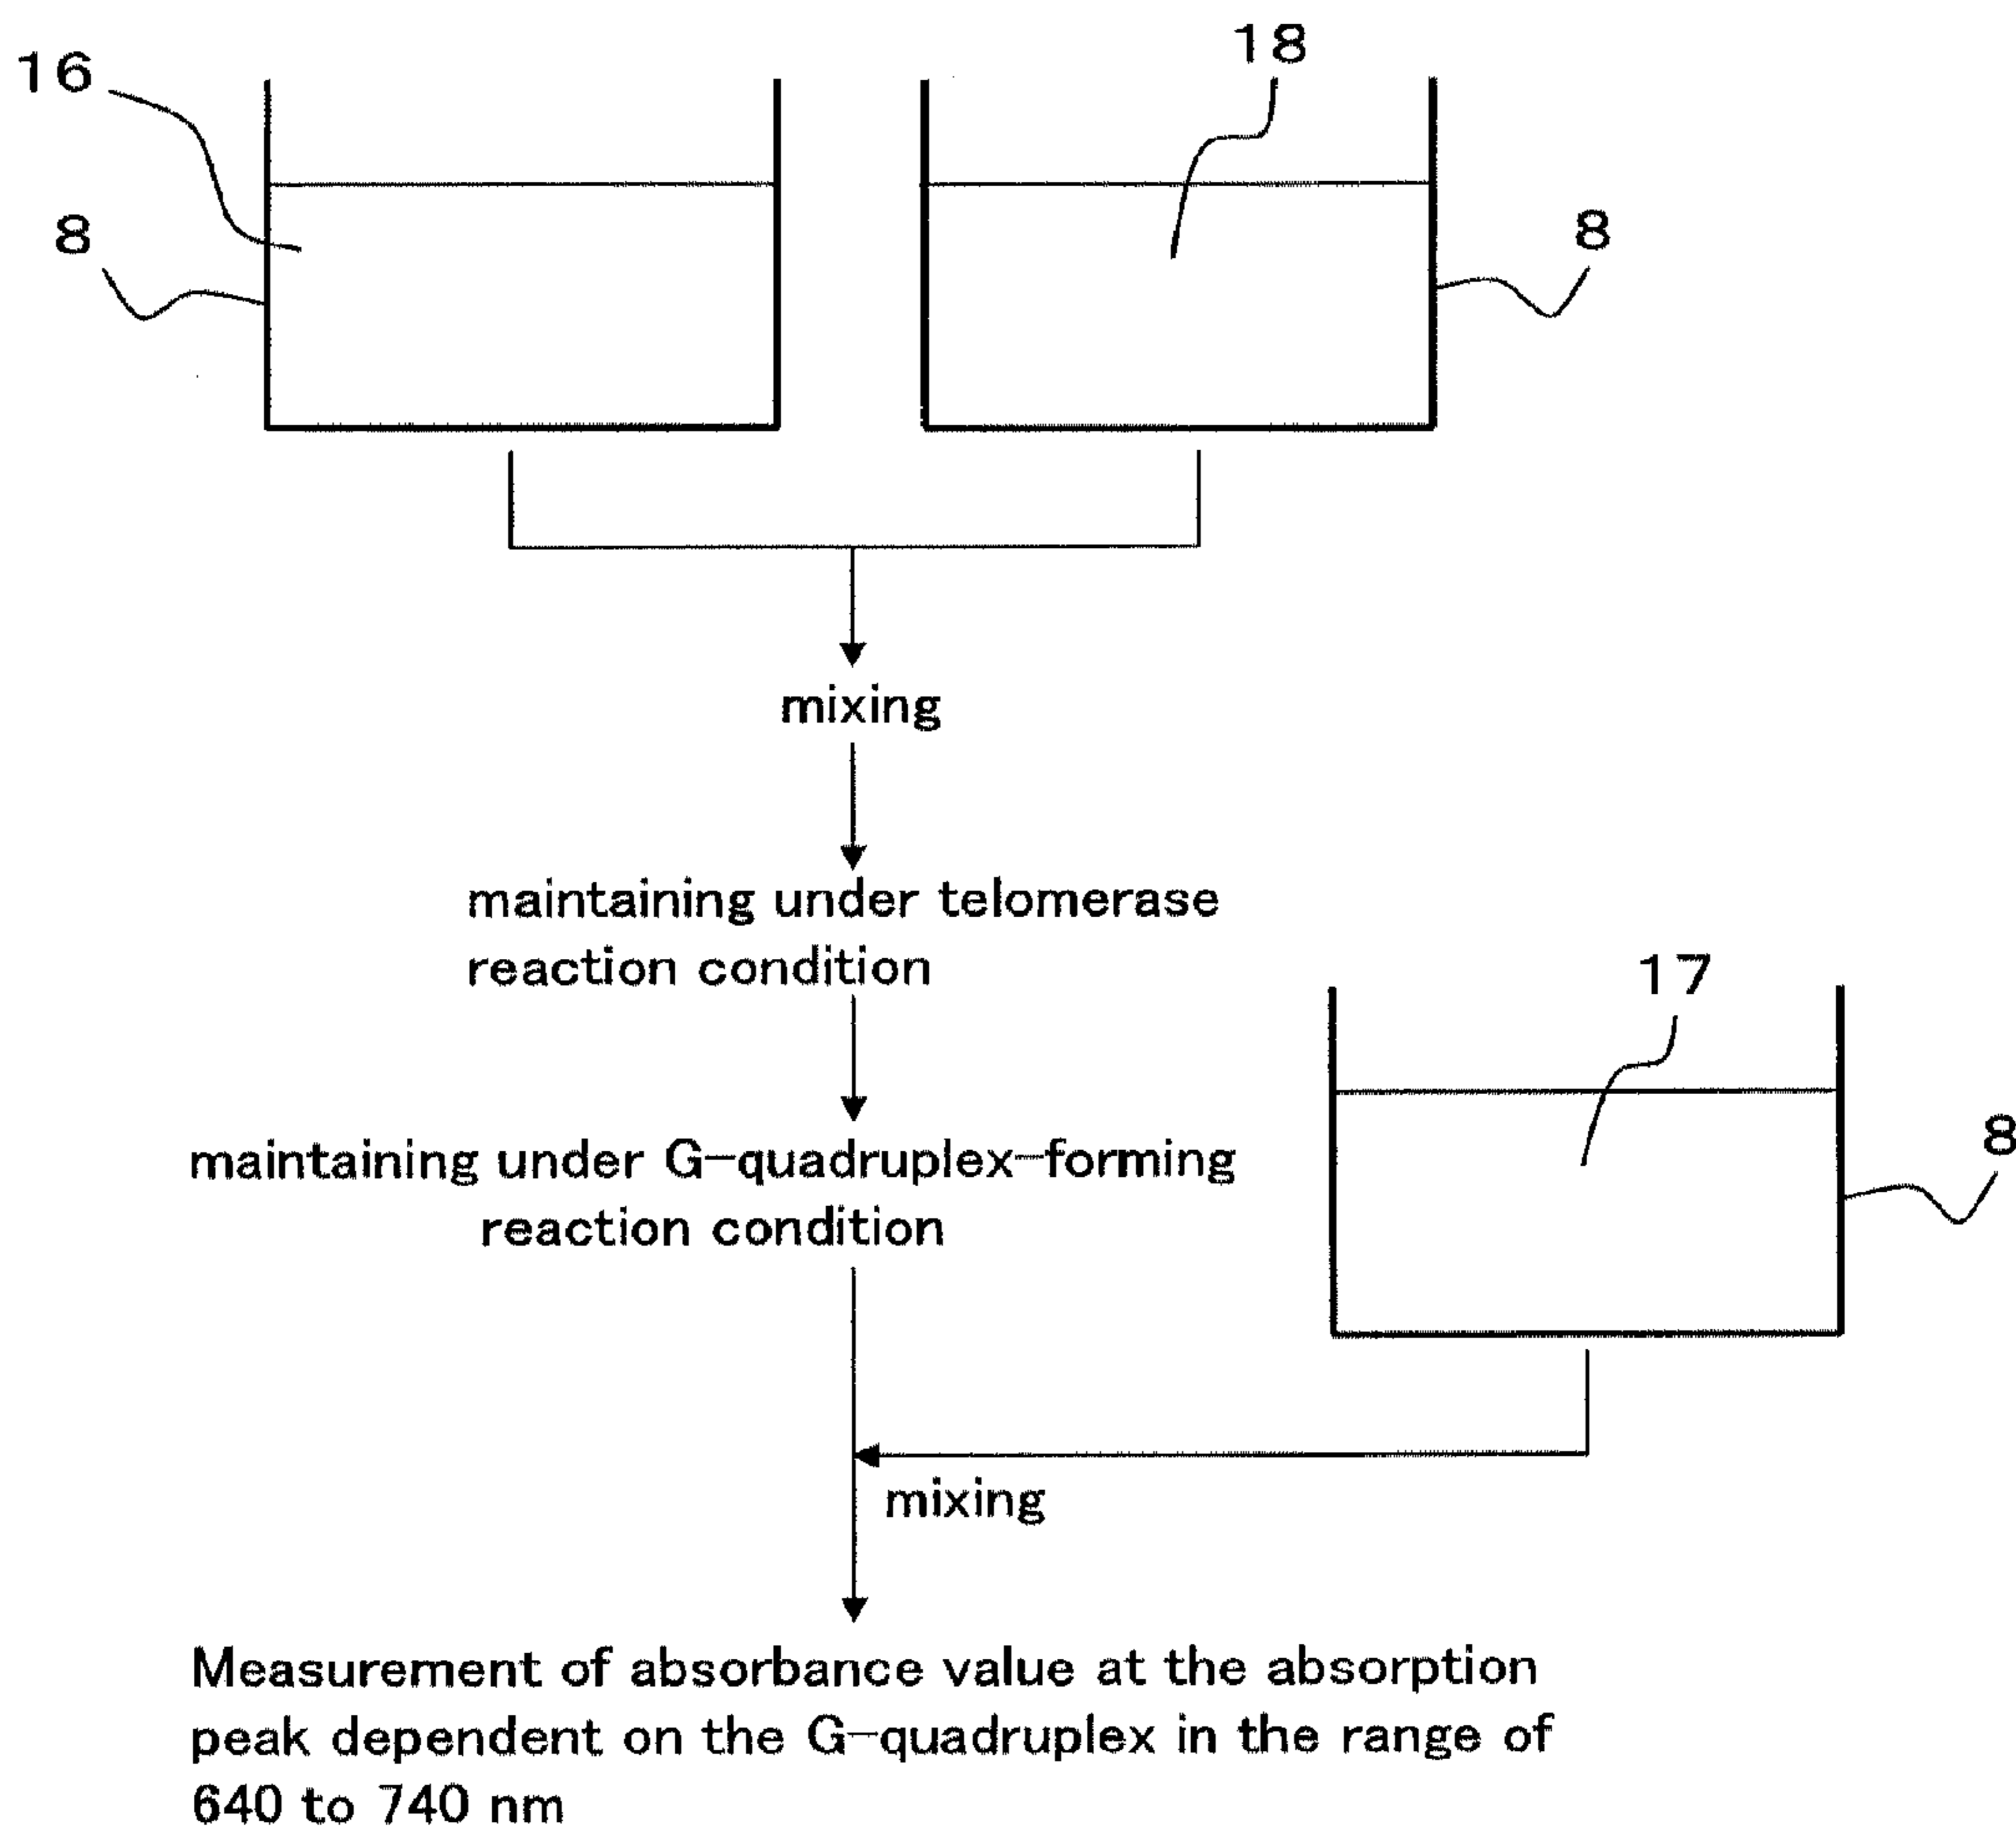 16
18
8
8
mixing
maintaining under telomerase
reaction condition
17
maintaining under G-quadruplex-forming
reaction condition
8
mixing
Measurement of absorbance value at the absorption
peak dependent on the G-quadruplex in the range of
640 to 740 nm